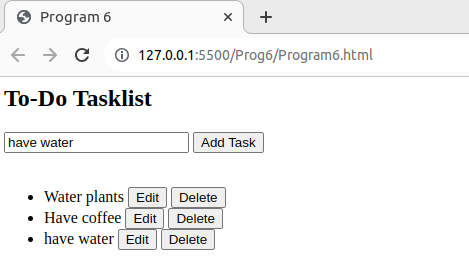 Program 6
127.0.0.1:5500/Prog6/Program6.html
To-Do Tasklist
have water Add Task
Water plants Edit Delete
Have coffee Edit Delete
have water Edit Delete